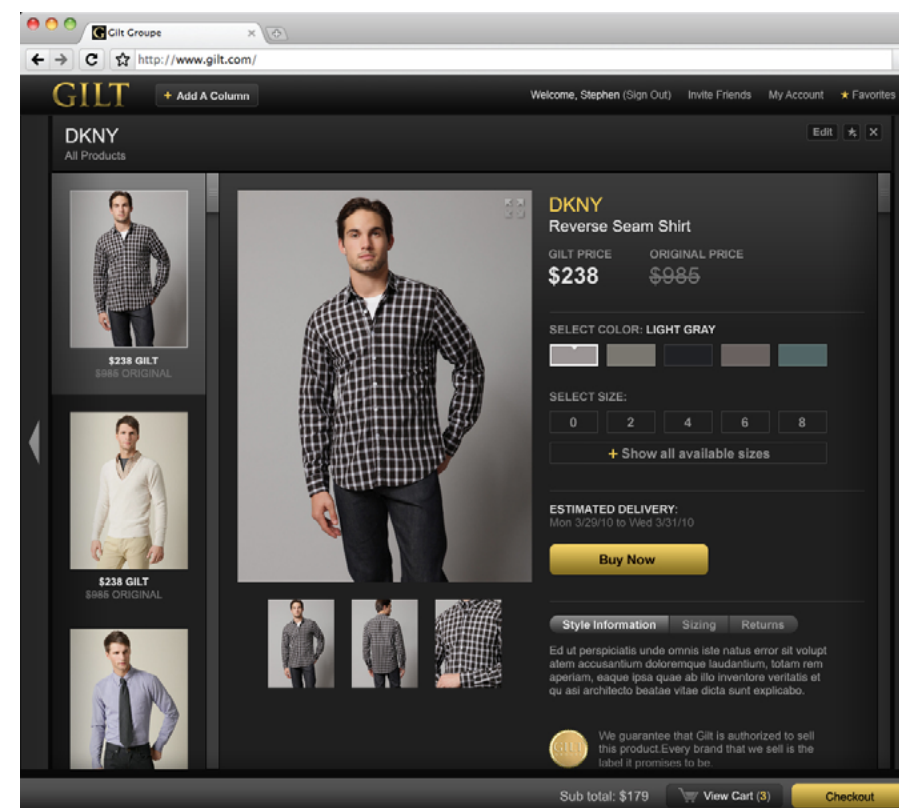 Gilt Groupe
http://www.gilt.com/
GILT
+ Add A Column
Welcome, Stephen (Sign Out) Invite Friends My Account ★ Favorites
DKNY
All Products
Edit
$238 GILT
$985 ORIGINAL
$238 GILT
$985 ORIGINAL
DKNY
Reverse Seam Shirt
GILT PRICE ORIGINAL PRICE
$238 $985
SELECT COLOR: LIGHT GRAY
SELECT SIZE:
0 2 4 6 8
+ Show all available sizes
ESTIMATED DELIVERY:
Mon 3/29/10 to Wed 3/31/10
Buy Now
Style Information Sizing Returns
Ed ut perspiciatis unde omnis iste natus error sit volupt
atem accusantium doloremque laudantium, totam rem
aperiam, eaque ipsa quae ab illo inventore veritatis et
qu asi architecto beatae vitae dicta sunt explicabo.
GILT
We guarantee that Gilt is authorized to sell
this product.Every brand that we sell is the
label it promises to be.
Sub total: $179 View Cart (3) Checkout